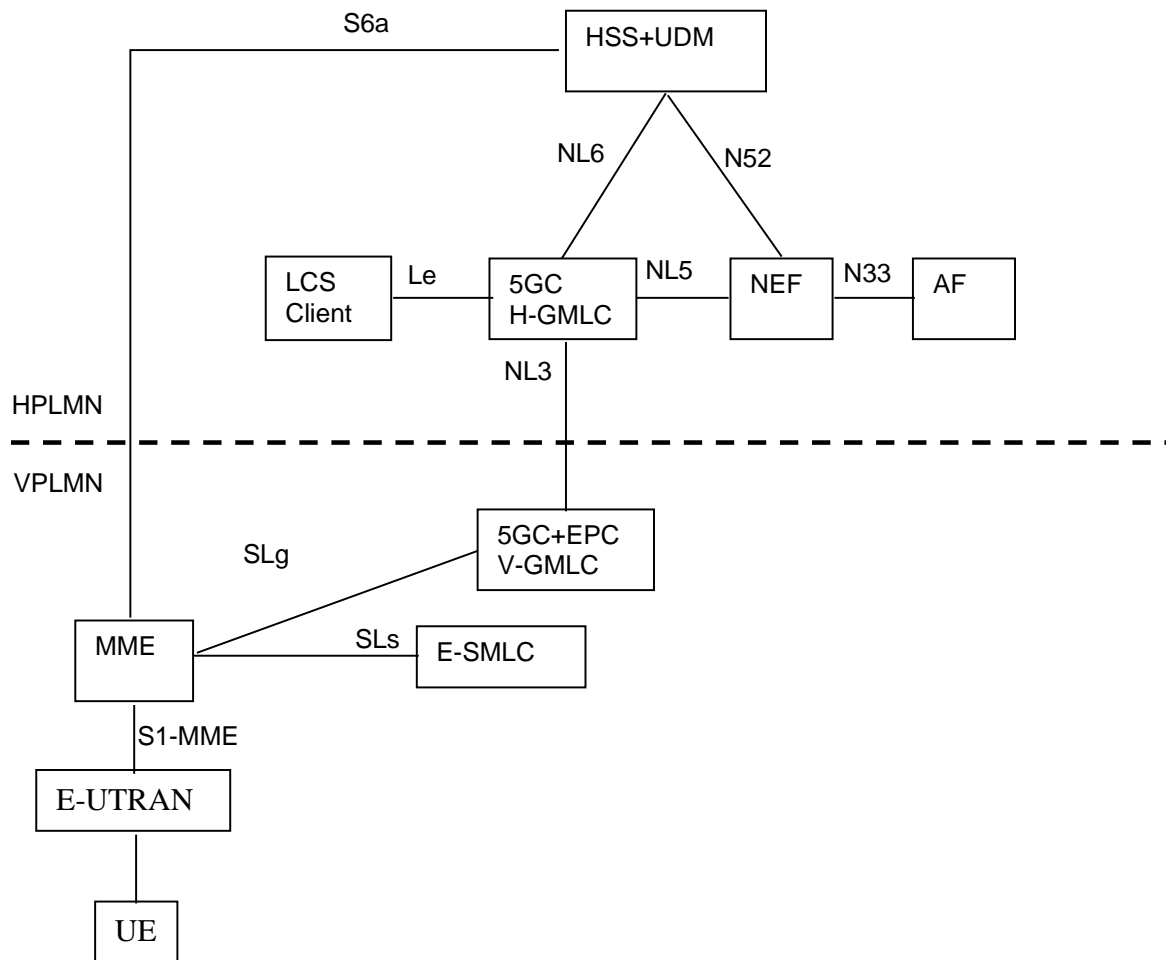 S6a
HSS+UDM
NL6
N52
LCS
Client
Le
5GC
H-GMLC
NL5
NEF
N33
AF
NL3
HPLMN
VPLMN
5GC+EPC
V-GMLC
SLg
MME
SLs
E-SMLC
S1-MME
E-UTRAN
UE